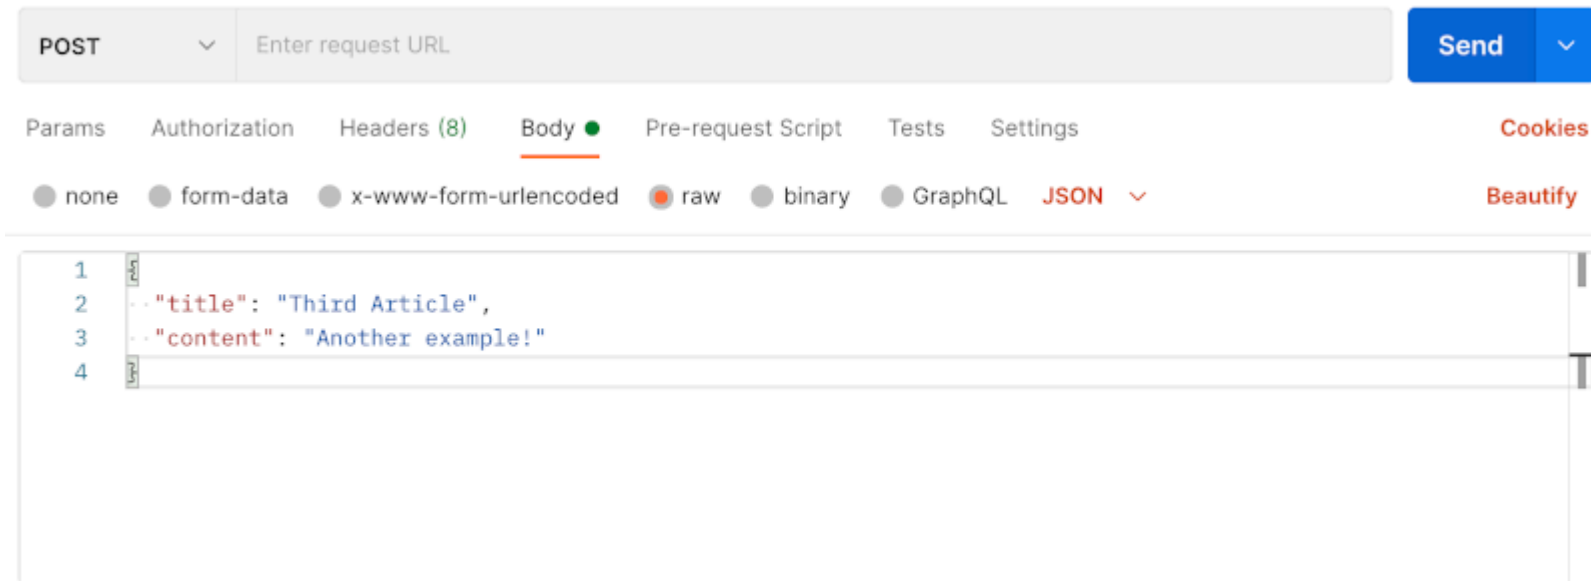 POST Enter request URL Send
Params Authorization Headers (8) Body Pre-request Script Tests Settings Cookies
none form-data x-www-form-urlencoded raw binary GraphQL JSON Beautify
1 {
2 "title": "Third Article",
3 "content": "Another example!"
4 }